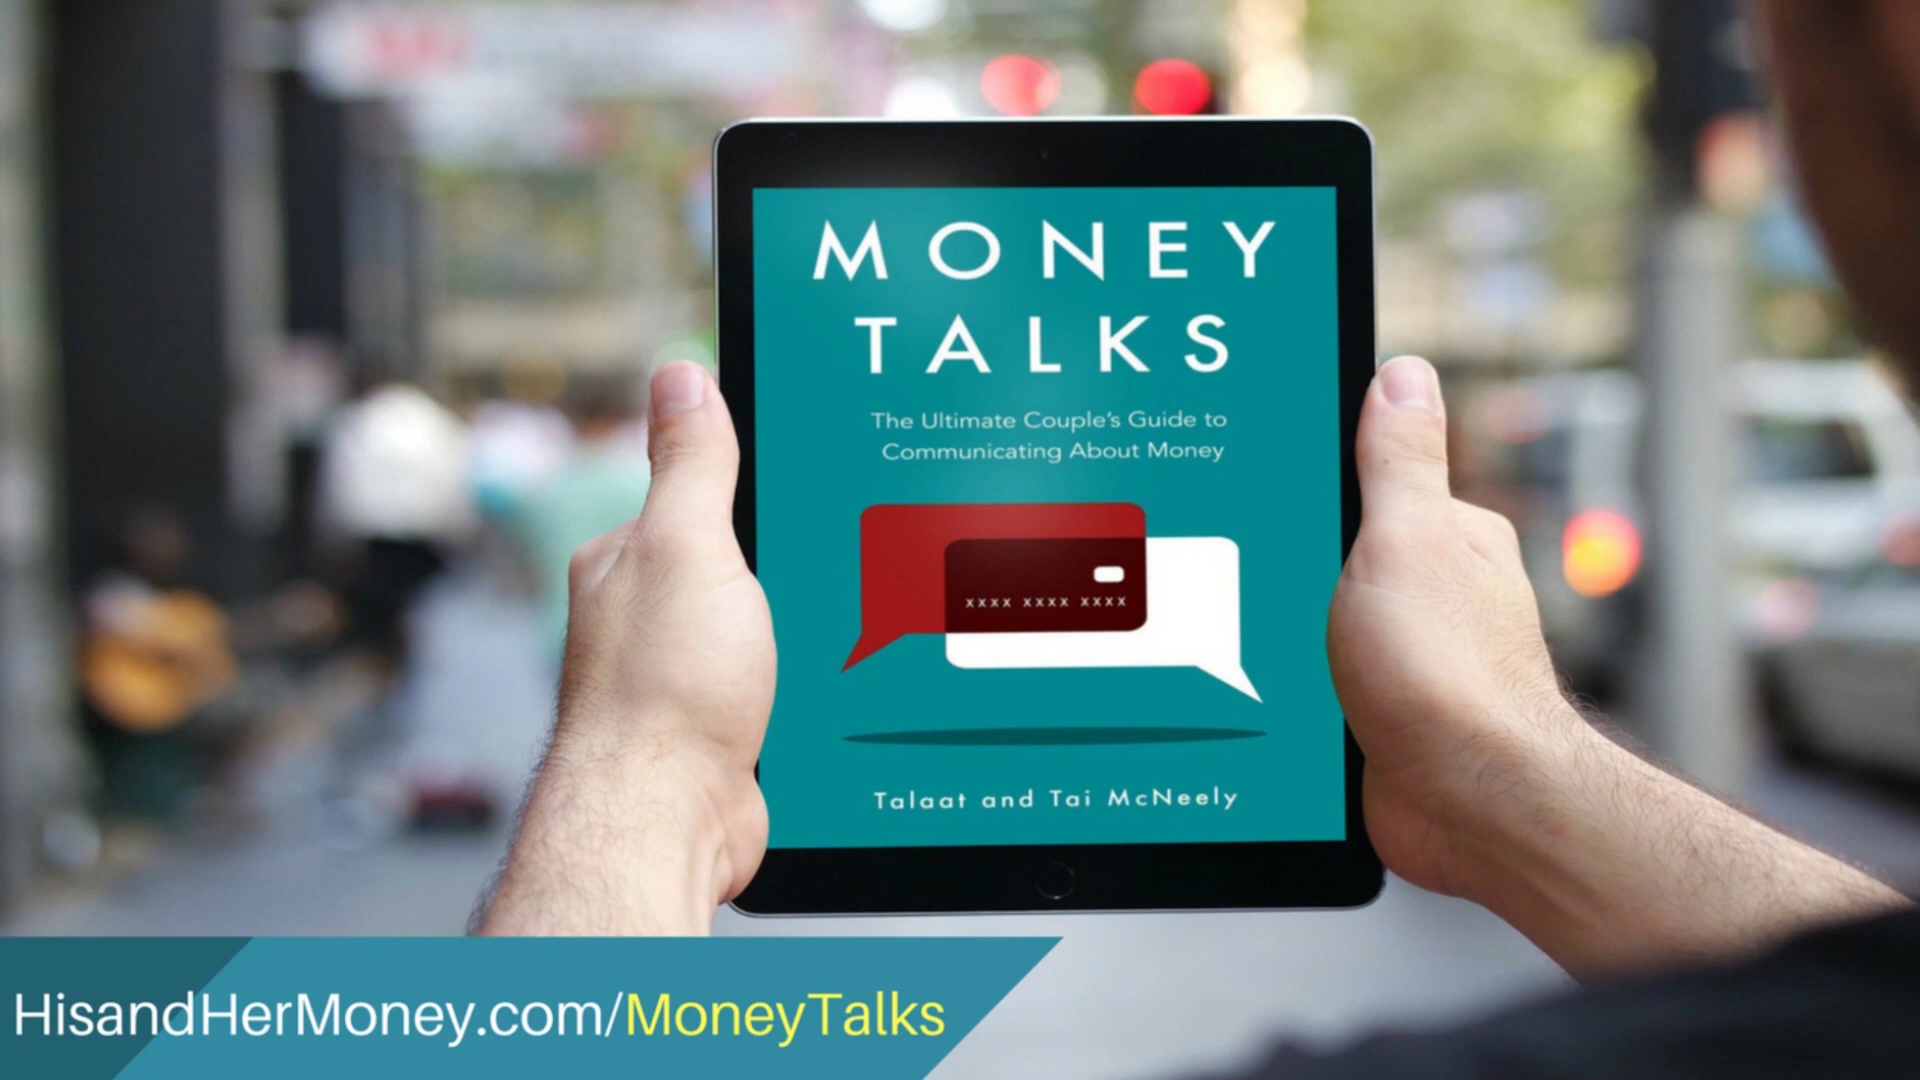 MONEY
TALKS
The Ultimate Couple's Guide to
Communicating About Money
xxxx xxxx xxxx
Talaat and Tai McNeely
HisandHerMoney.com/MoneyTalks